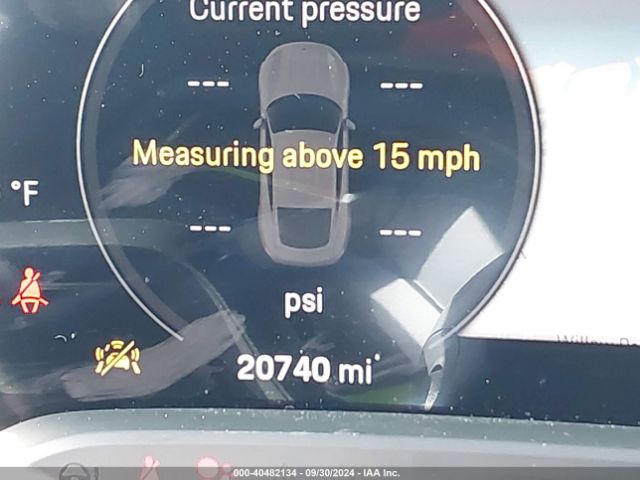 Current pressure
--- ---
Measuring above 15 mph
°F
--- ---
psi
20740 mi
000-40482134 - 09/30/2024 - IAA Inc.